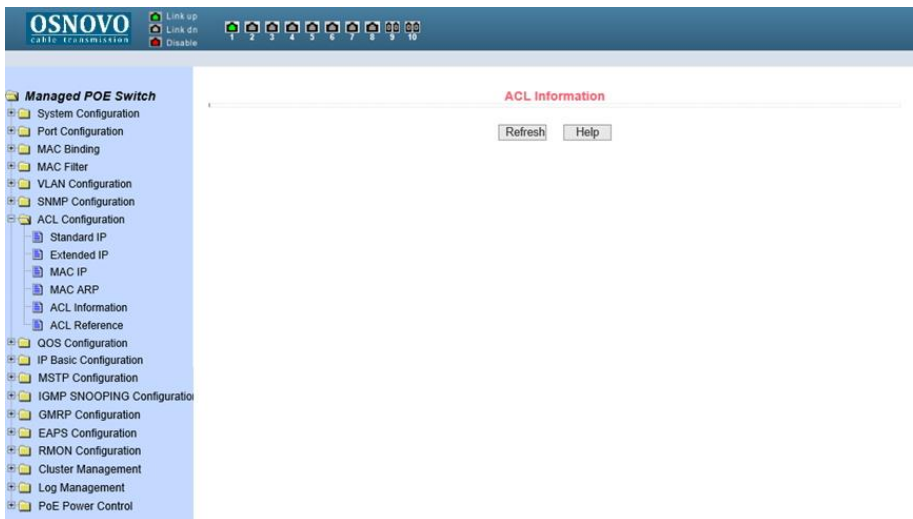 OSNOVO
cable transmission
Link up
Link dn
Disable
1 2 3 4 5 6 7 8 9 10
Managed POE Switch
System Configuration
Port Configuration
MAC Binding
MAC Filter
VLAN Configuration
SNMP Configuration
ACL Configuration
Standard IP
Extended IP
MAC IP
MAC ARP
ACL Information
ACL Reference
QOS Configuration
IP Basic Configuration
MSTP Configuration
IGMP SNOOPING Configuration
GMRP Configuration
EAPS Configuration
RMON Configuration
Cluster Management
Log Management
PoE Power Control
ACL Information
Refresh Help